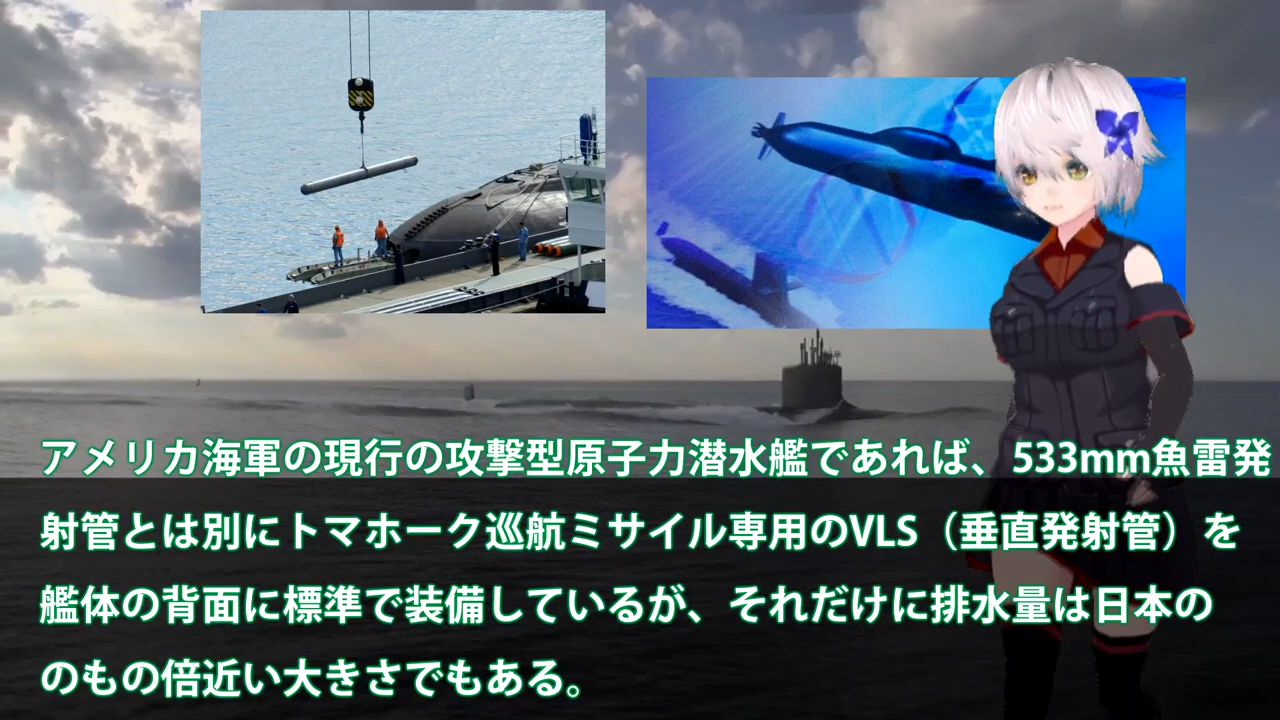 アメリカ海軍の現行の攻撃型原子力潜水艦であれば、533mm魚雷発
射管とは別にトマホーク巡航ミサイル専用のVLS（垂直発射管）を
艦体の背面に標準で装備しているが、それだけに排水量は日本の
のもの倍近い大きさでもある。